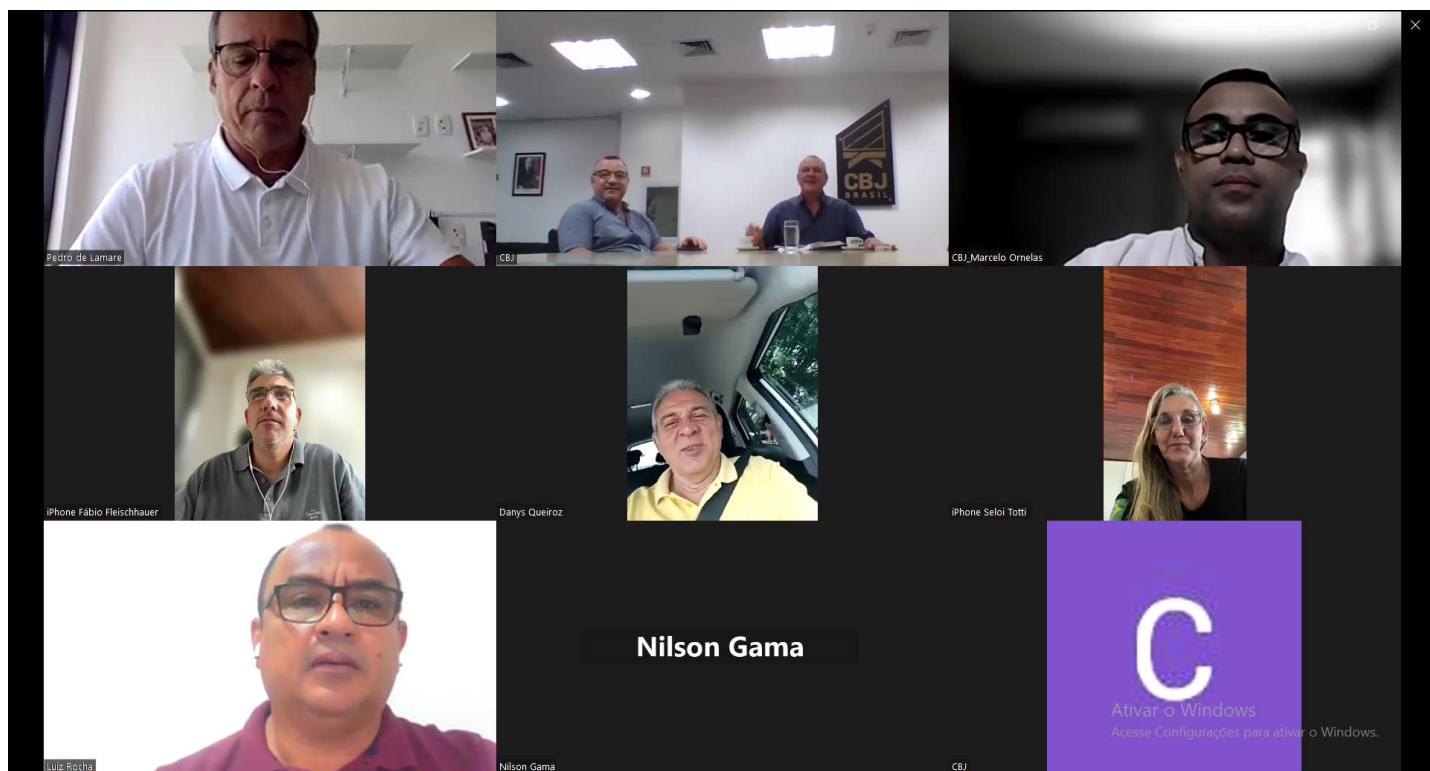 CBJ
BRASIL
Pedro de Lamare
CBJ
CBJ_Marcelo Ornelas
iPhone Fábio Fleischhauer
Danys Queiroz
iPhone Seloi Totti
Nilson Gama
C
Ativar o Windows
Acesse Configurações para ativar o Windows.
Luiz Rocha
Nilson Gama
CBJ